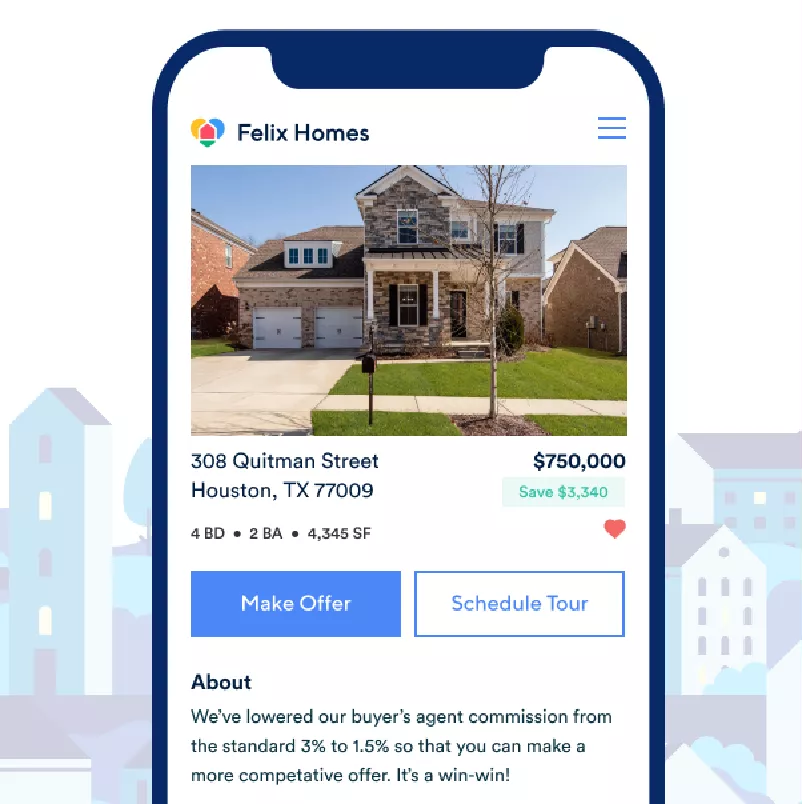 Felix Homes
308 Quitman Street
$750,000
Houston, TX 77009
Save $3,340
4 BD • 2 BA • 4,345 SF
Make Offer
Schedule Tour
About
We’ve lowered our buyer’s agent commission from
the standard 3% to 1.5% so that you can make a
more competative offer. It’s a win-win!